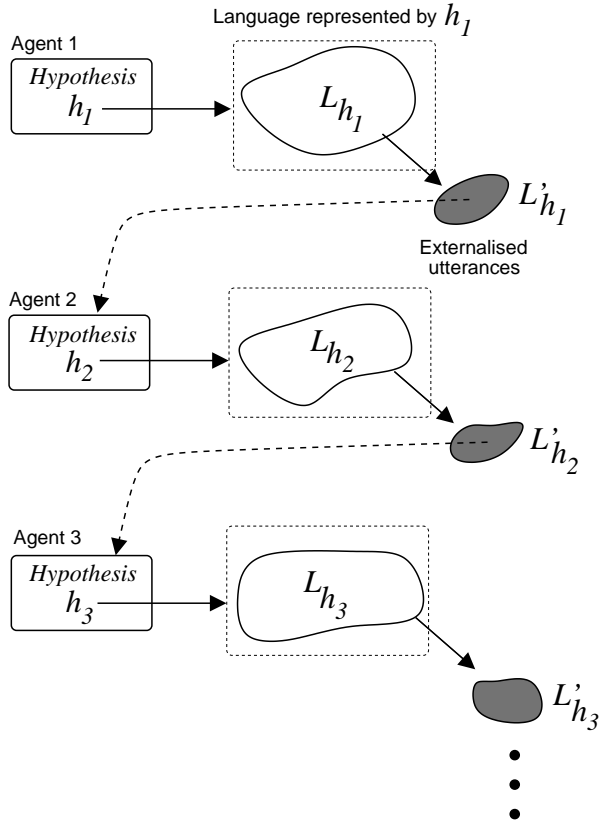 Language represented by h1
Agent 1
Hypothesis
h1
Lh1
L'h1
Externalised
utterances
Agent 2
Hypothesis
h2
Lh2
L'h2
Agent 3
Hypothesis
h3
Lh3
L'h3